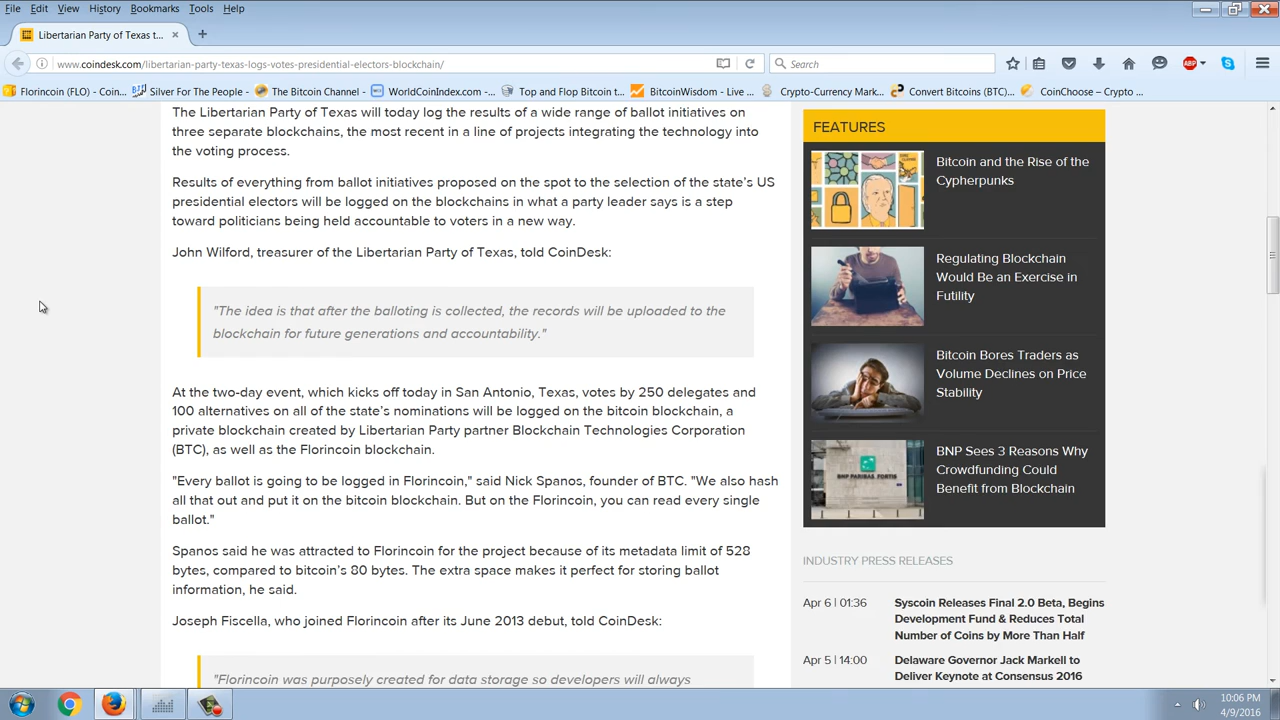 File Edit View History Bookmarks Tools Help
Libertarian Party of Texas t...
www.coindesk.com/libertarian-party-texas-logs-votes-presidential-electors-blockchain/
Search
ABP
Florincoin (FLO) - Coin...
Silver For The People - ...
The Bitcoin Channel - ...
WorldCoinIndex.com - ...
Top and Flop Bitcoin t...
BitcoinWisdom - Live ...
Crypto-Currency Mark...
Convert Bitcoins (BTC)...
CoinChoose – Crypto ...
The Libertarian Party of Texas will today log the results of a wide range of ballot initiatives on
three separate blockchains, the most recent in a line of projects integrating the technology into
the voting process.
Results of everything from ballot initiatives proposed on the spot to the selection of the state's US
presidential electors will be logged on the blockchains in what a party leader says is a step
toward politicians being held accountable to voters in a new way.
John Wilford, treasurer of the Libertarian Party of Texas, told CoinDesk:
"The idea is that after the balloting is collected, the records will be uploaded to the
blockchain for future generations and accountability."
At the two-day event, which kicks off today in San Antonio, Texas, votes by 250 delegates and
100 alternatives on all of the state's nominations will be logged on the bitcoin blockchain, a
private blockchain created by Libertarian Party partner Blockchain Technologies Corporation
(BTC), as well as the Florincoin blockchain.
"Every ballot is going to be logged in Florincoin," said Nick Spanos, founder of BTC. "We also hash
all that out and put it on the bitcoin blockchain. But on the Florincoin, you can read every single
ballot."
Spanos said he was attracted to Florincoin for the project because of its metadata limit of 528
bytes, compared to bitcoin's 80 bytes. The extra space makes it perfect for storing ballot
information, he said.
Joseph Fiscella, who joined Florincoin after its June 2013 debut, told CoinDesk:
"Florincoin was purposely created for data storage so developers will always
FEATURES
Bitcoin and the Rise of the
Cypherpunks
Regulating Blockchain
Would Be an Exercise in
Futility
Bitcoin Bores Traders as
Volume Declines on Price
Stability
BNP PARIBAS FORTIS
BNP Sees 3 Reasons Why
Crowdfunding Could
Benefit from Blockchain
INDUSTRY PRESS RELEASES
Apr 6 | 01:36
Syscoin Releases Final 2.0 Beta, Begins
Development Fund & Reduces Total
Number of Coins by More Than Half
Apr 5 | 14:00
Delaware Governor Jack Markell to
Deliver Keynote at Consensus 2016
10:06 PM
4/9/2016